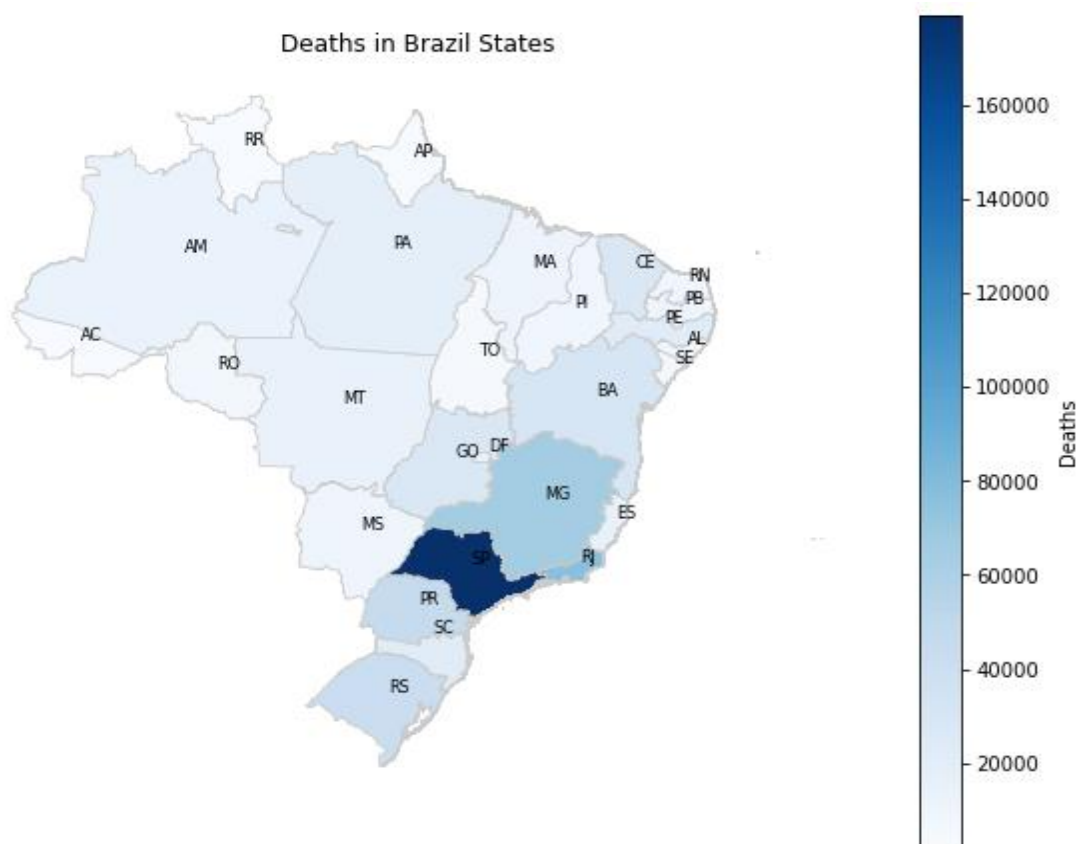 Deaths in Brazil States
RR
AP
AM
PA
MA
CE
RN
PI
PB
PE
AC
AL
TO
SE
RO
MT
BA
GO
DF
MG
MS
ES
SP
RJ
PR
SC
RS
160000
140000
120000
100000
80000
60000
40000
20000
Deaths